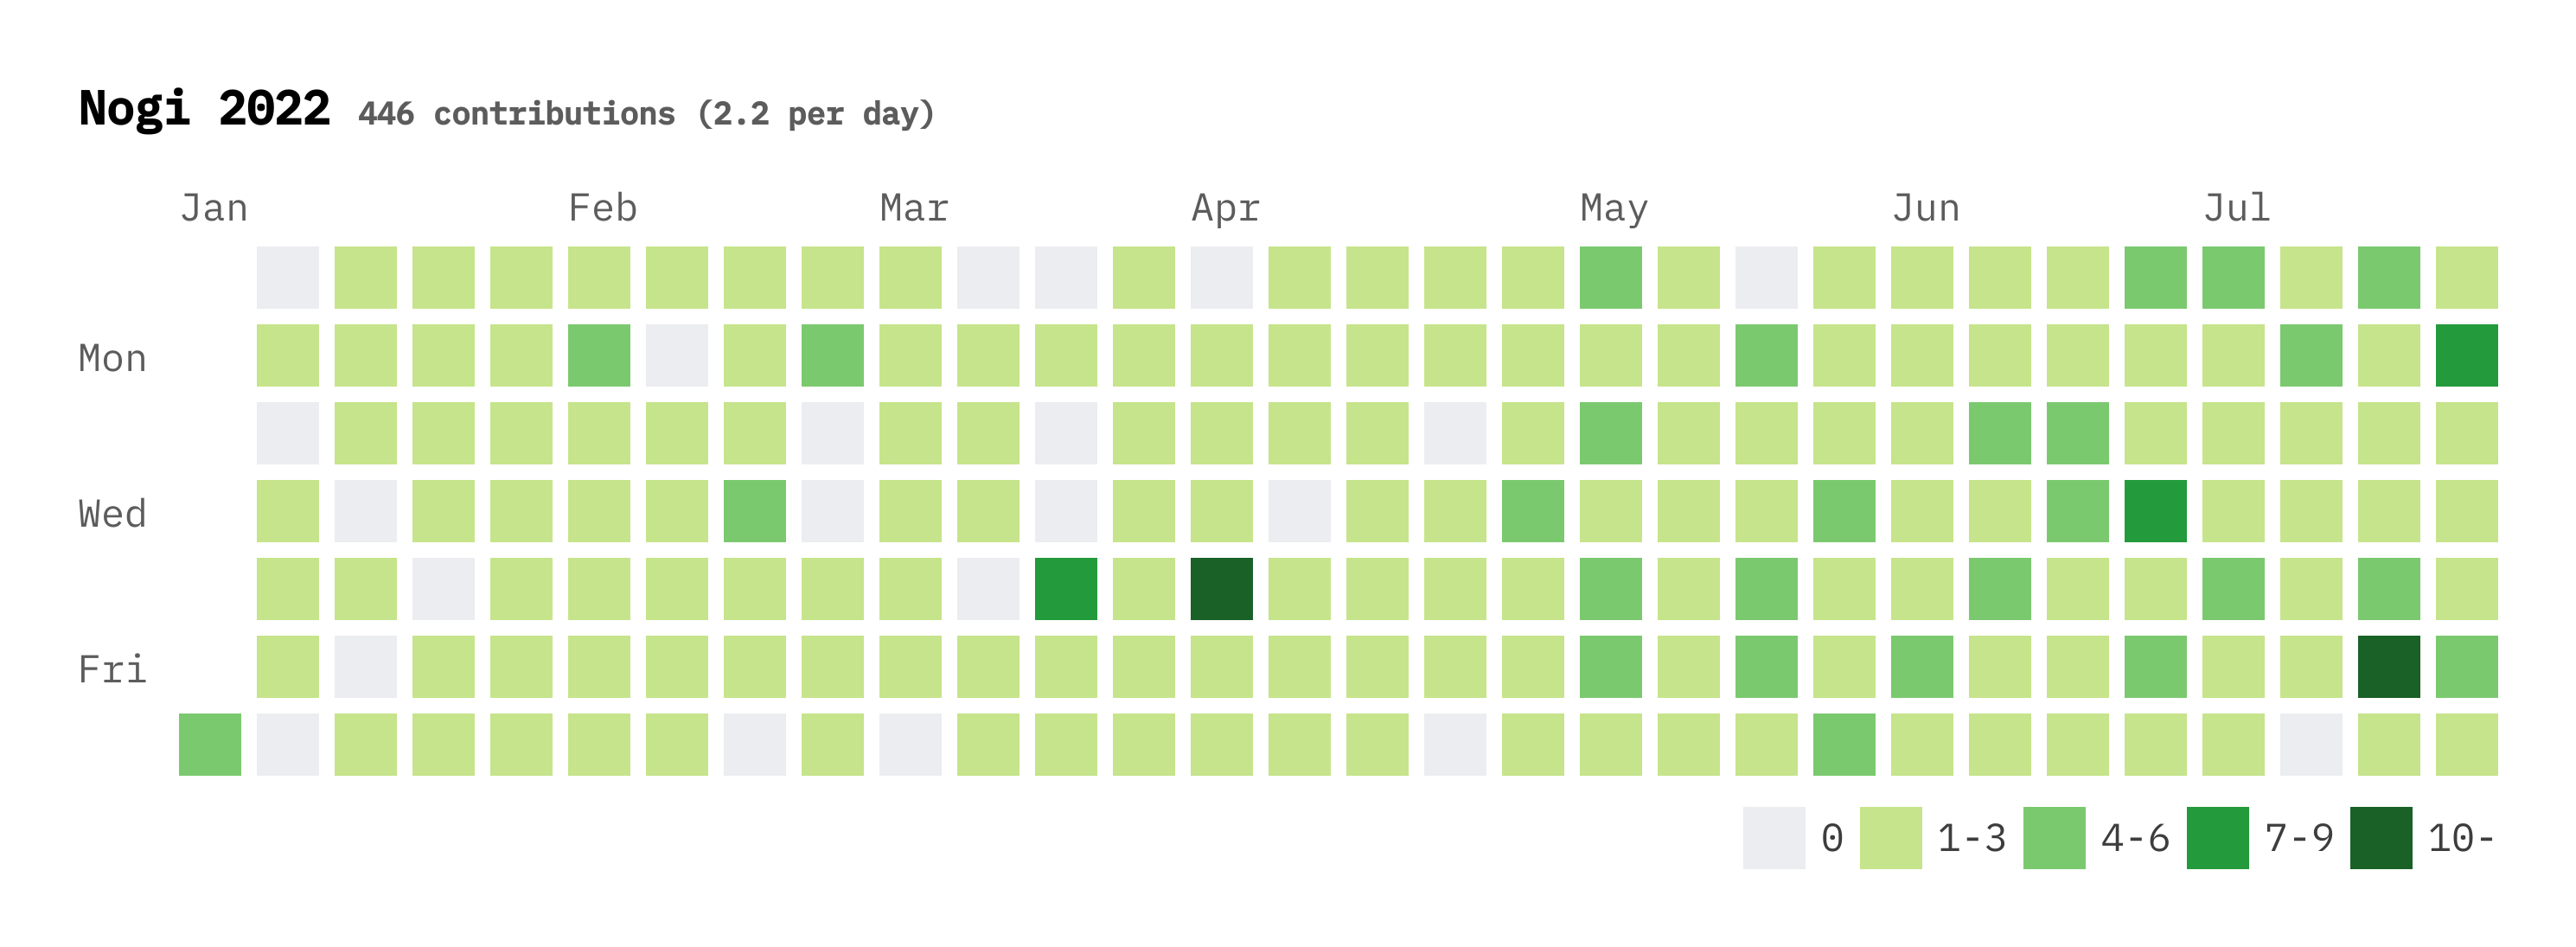 Nogi 2022 446 contributions (2.2 per day)
Jan Feb Mar Apr May Jun Jul
Mon
Wed
Fri
0 1-3 4-6 7-9 10-